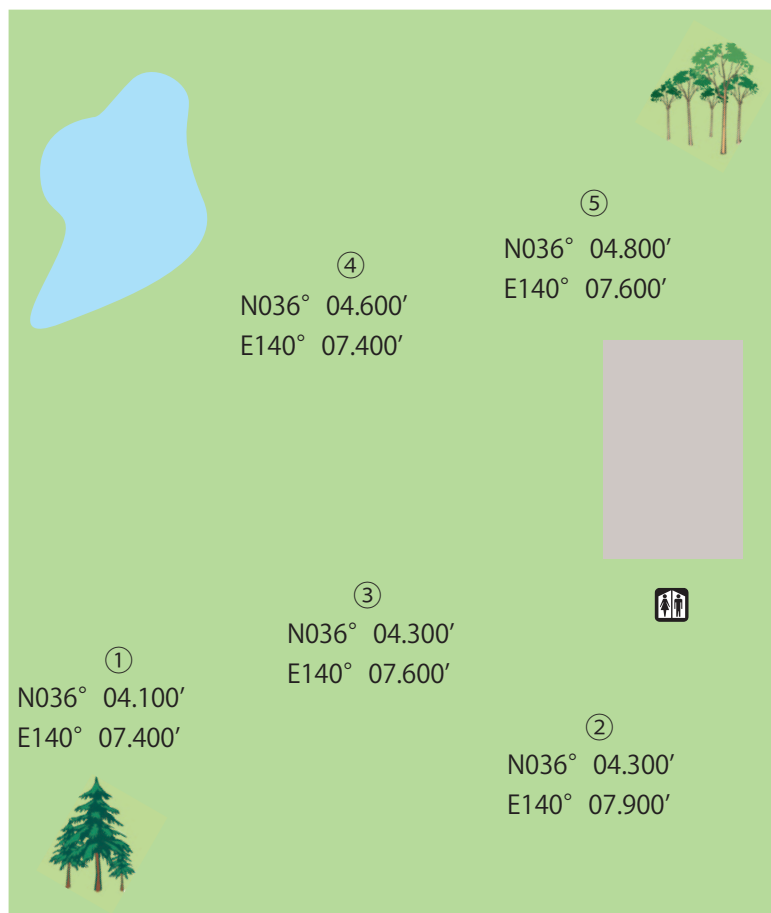 ⑤
N036° 04.800′
E140° 07.600′
④
N036° 04.600′
E140° 07.400′
③
N036° 04.300′
E140° 07.600′
①
N036° 04.100′
E140° 07.400′
②
N036° 04.300′
E140° 07.900′